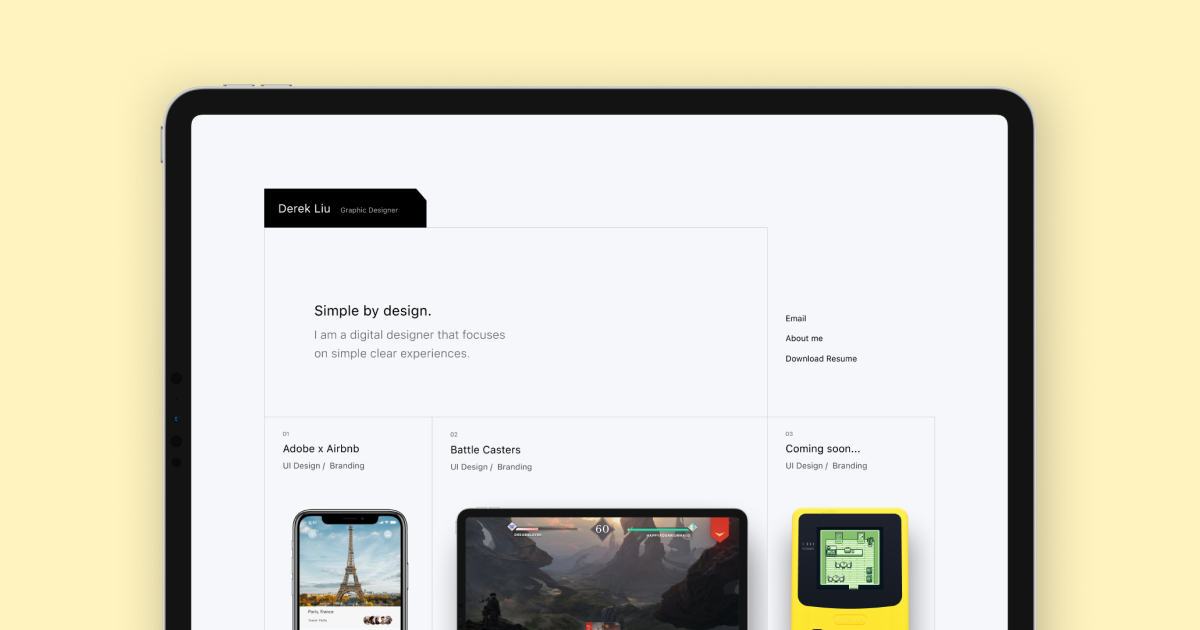 Derek Liu Graphic Designer
Simple by design.
I am a digital designer that focuses
on simple clear experiences.
Email
About me
Download Resume
01
Adobe x Airbnb
UI Design / Branding
02
Battle Casters
UI Design / Branding
03
Coming soon...
UI Design / Branding
60
Paris, France